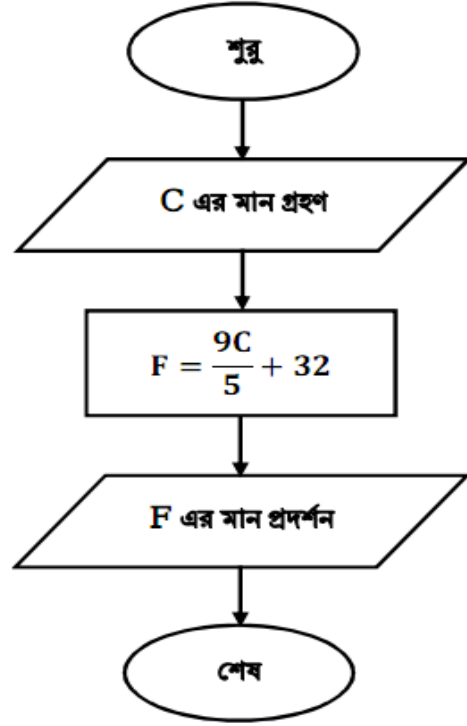 শুরু
C এর মান গ্রহণ
F = 9C/5 + 32
F এর মান প্রদর্শন
শেষ